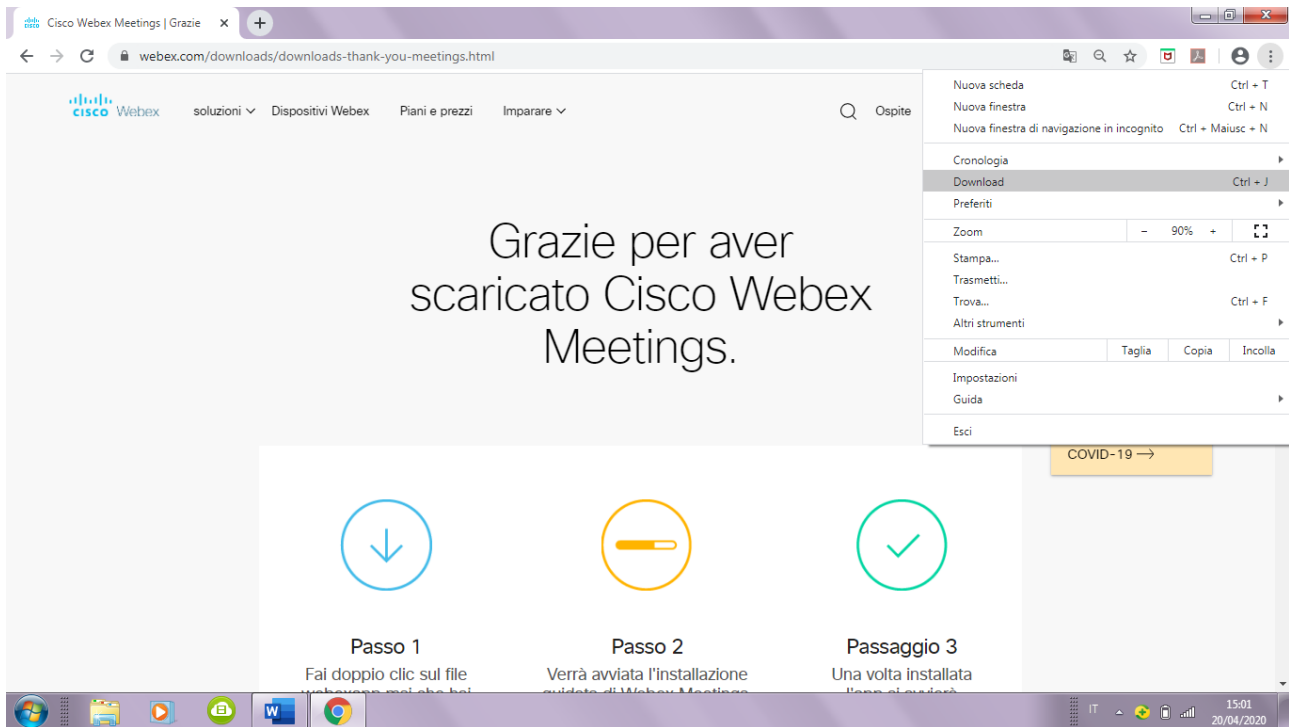 Cisco Webex Meetings | Grazie
webex.com/downloads/downloads-thank-you-meetings.html
cisco Webex soluzioni Dispositivi Webex Piani e prezzi Imparare Ospite
Nuova scheda Ctrl + T
Nuova finestra Ctrl + N
Nuova finestra di navigazione in incognito Ctrl + Maiusc + N
Cronologia
Download Ctrl + J
Preferiti
Zoom - 90% +
Stampa... Ctrl + P
Trasmetti...
Trova... Ctrl + F
Altri strumenti
Modifica Taglia Copia Incolla
Impostazioni
Guida
Esci
Grazie per aver
scaricato Cisco Webex
Meetings.
COVID-19 →
Passo 1
Fai doppio clic sul file
Passo 2
Verrà avviata l'installazione
Passaggio 3
Una volta installata
IT
15:01
20/04/2020